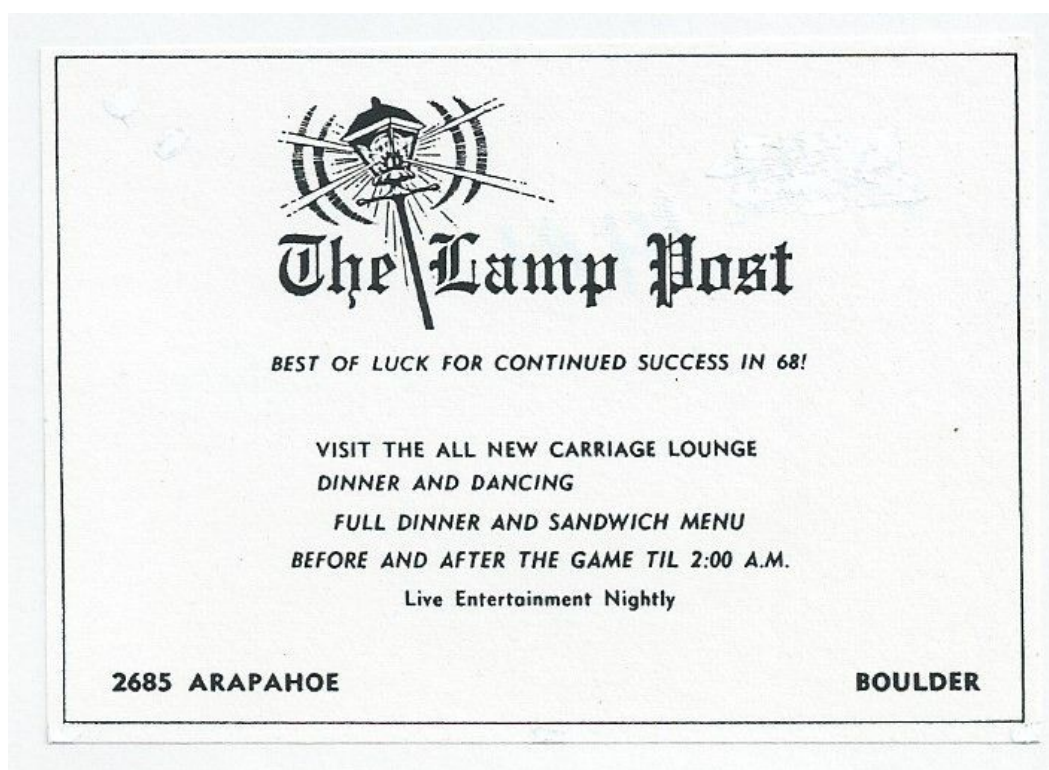 The Lamp Post
BEST OF LUCK FOR CONTINUED SUCCESS IN 68!
VISIT THE ALL NEW CARRIAGE LOUNGE
DINNER AND DANCING
FULL DINNER AND SANDWICH MENU
BEFORE AND AFTER THE GAME TIL 2:00 A.M.
Live Entertainment Nightly
2685 ARAPAHOE BOULDER